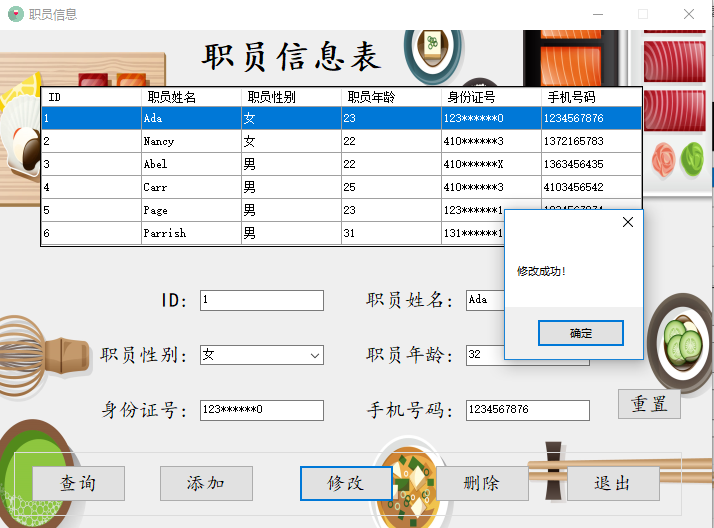 职员信息
职员信息表
ID 职员姓名 职员性别 职员年龄 身份证号 手机号码
1 Ada 女 23 123******0 1234567876
2 Nancy 女 22 410******3 1372165783
3 Abel 男 22 410******X 1363456435
4 Carr 男 25 410******3 4103456542
5 Page 男 23 123******1
6 Parrish 男 31 131******1
修改成功!
确定
ID: 1 职员姓名: Ada
职员性别: 女 职员年龄: 32
身份证号: 123******0 手机号码: 1234567876
重置
查询 添加 修改 删除 退出